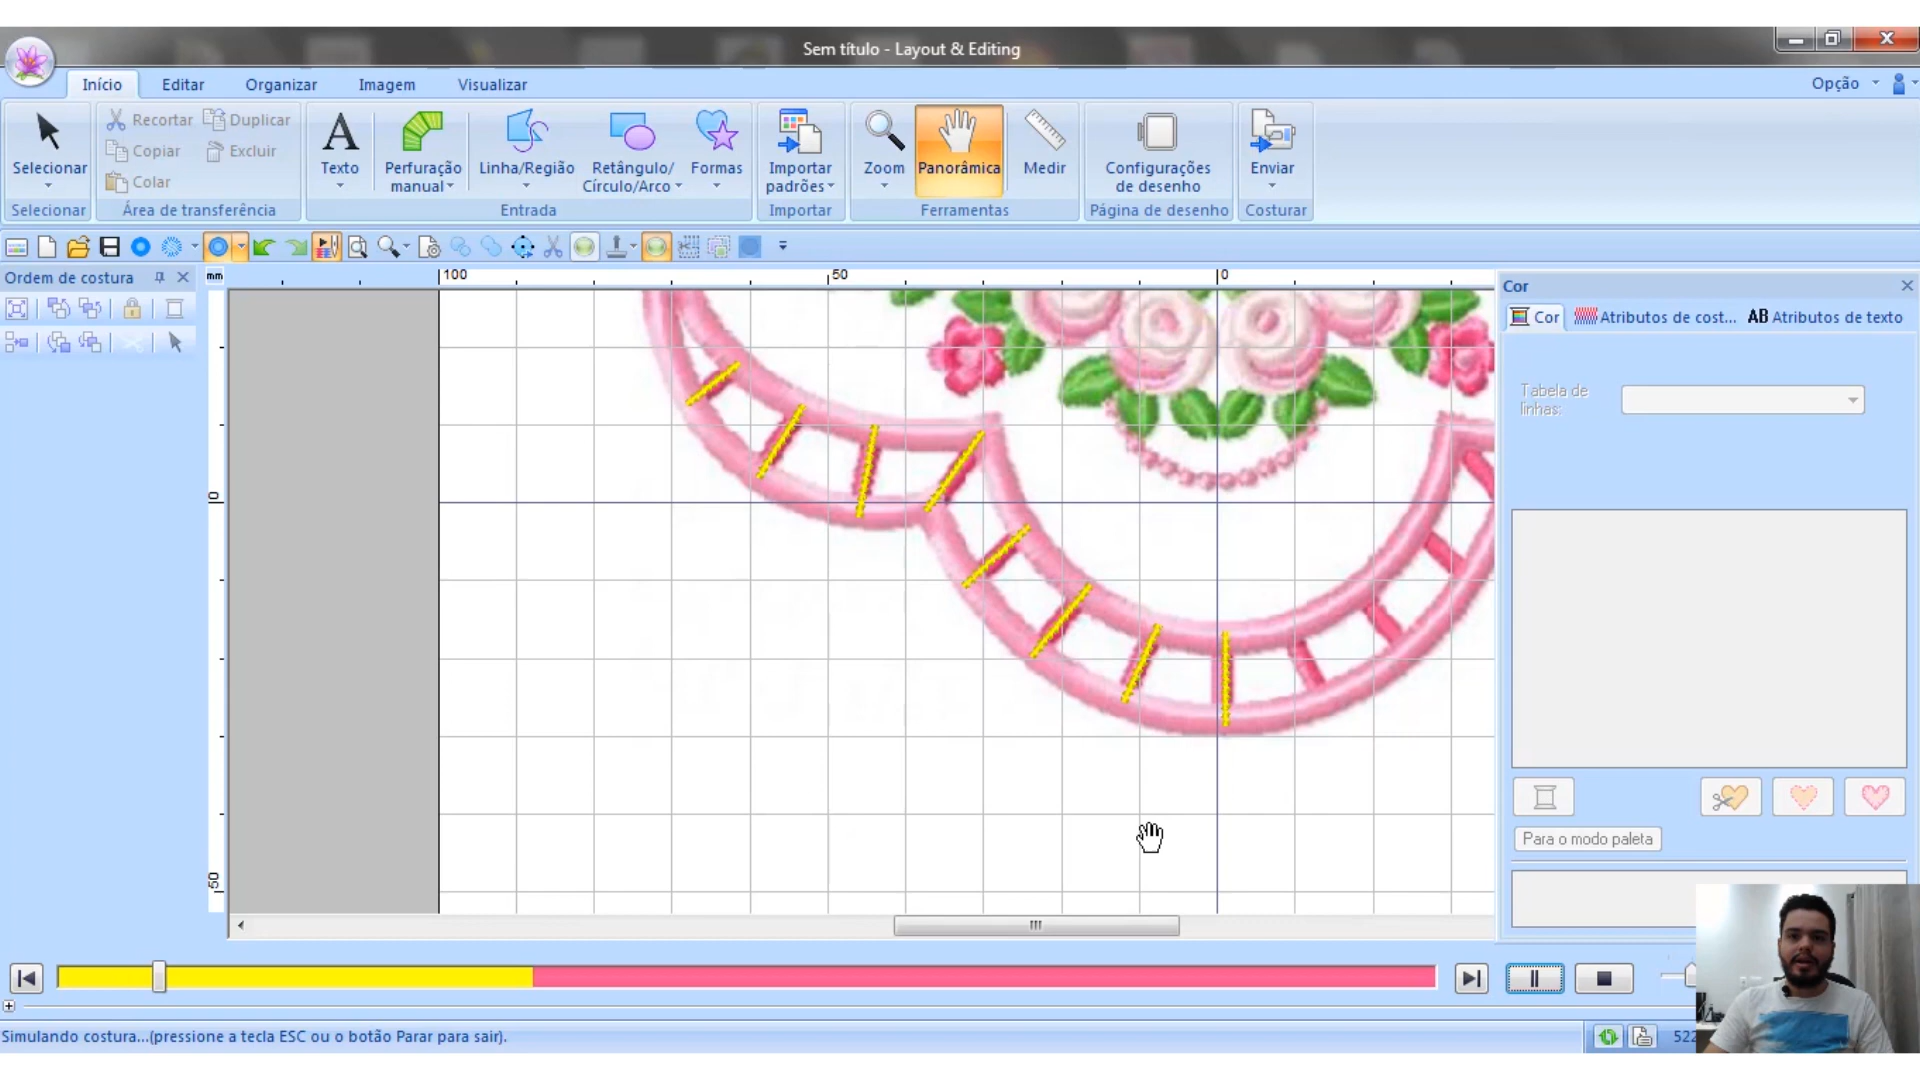 Sem título - Layout & Editing
Início Editar Organizar Imagem Visualizar Opção
Selecionar
Recortar Duplicar
Copiar Excluir
Colar
Texto
Perfuração manual
Linha/Região
Retângulo/ Círculo/Arco
Formas
Importar padrões
Zoom
Panorâmica
Medir
Configurações de desenho
Enviar
Selecionar Área de transferência Entrada Importar Ferramentas Página de desenho Costurar
Ordem de costura
mm
100 50 0
0
50
Cor
Cor Atributos de cost... AB Atributos de texto
Tabela de linhas:
Para o modo paleta
Simulando costura...(pressione a tecla ESC ou o botão Parar para sair).
522